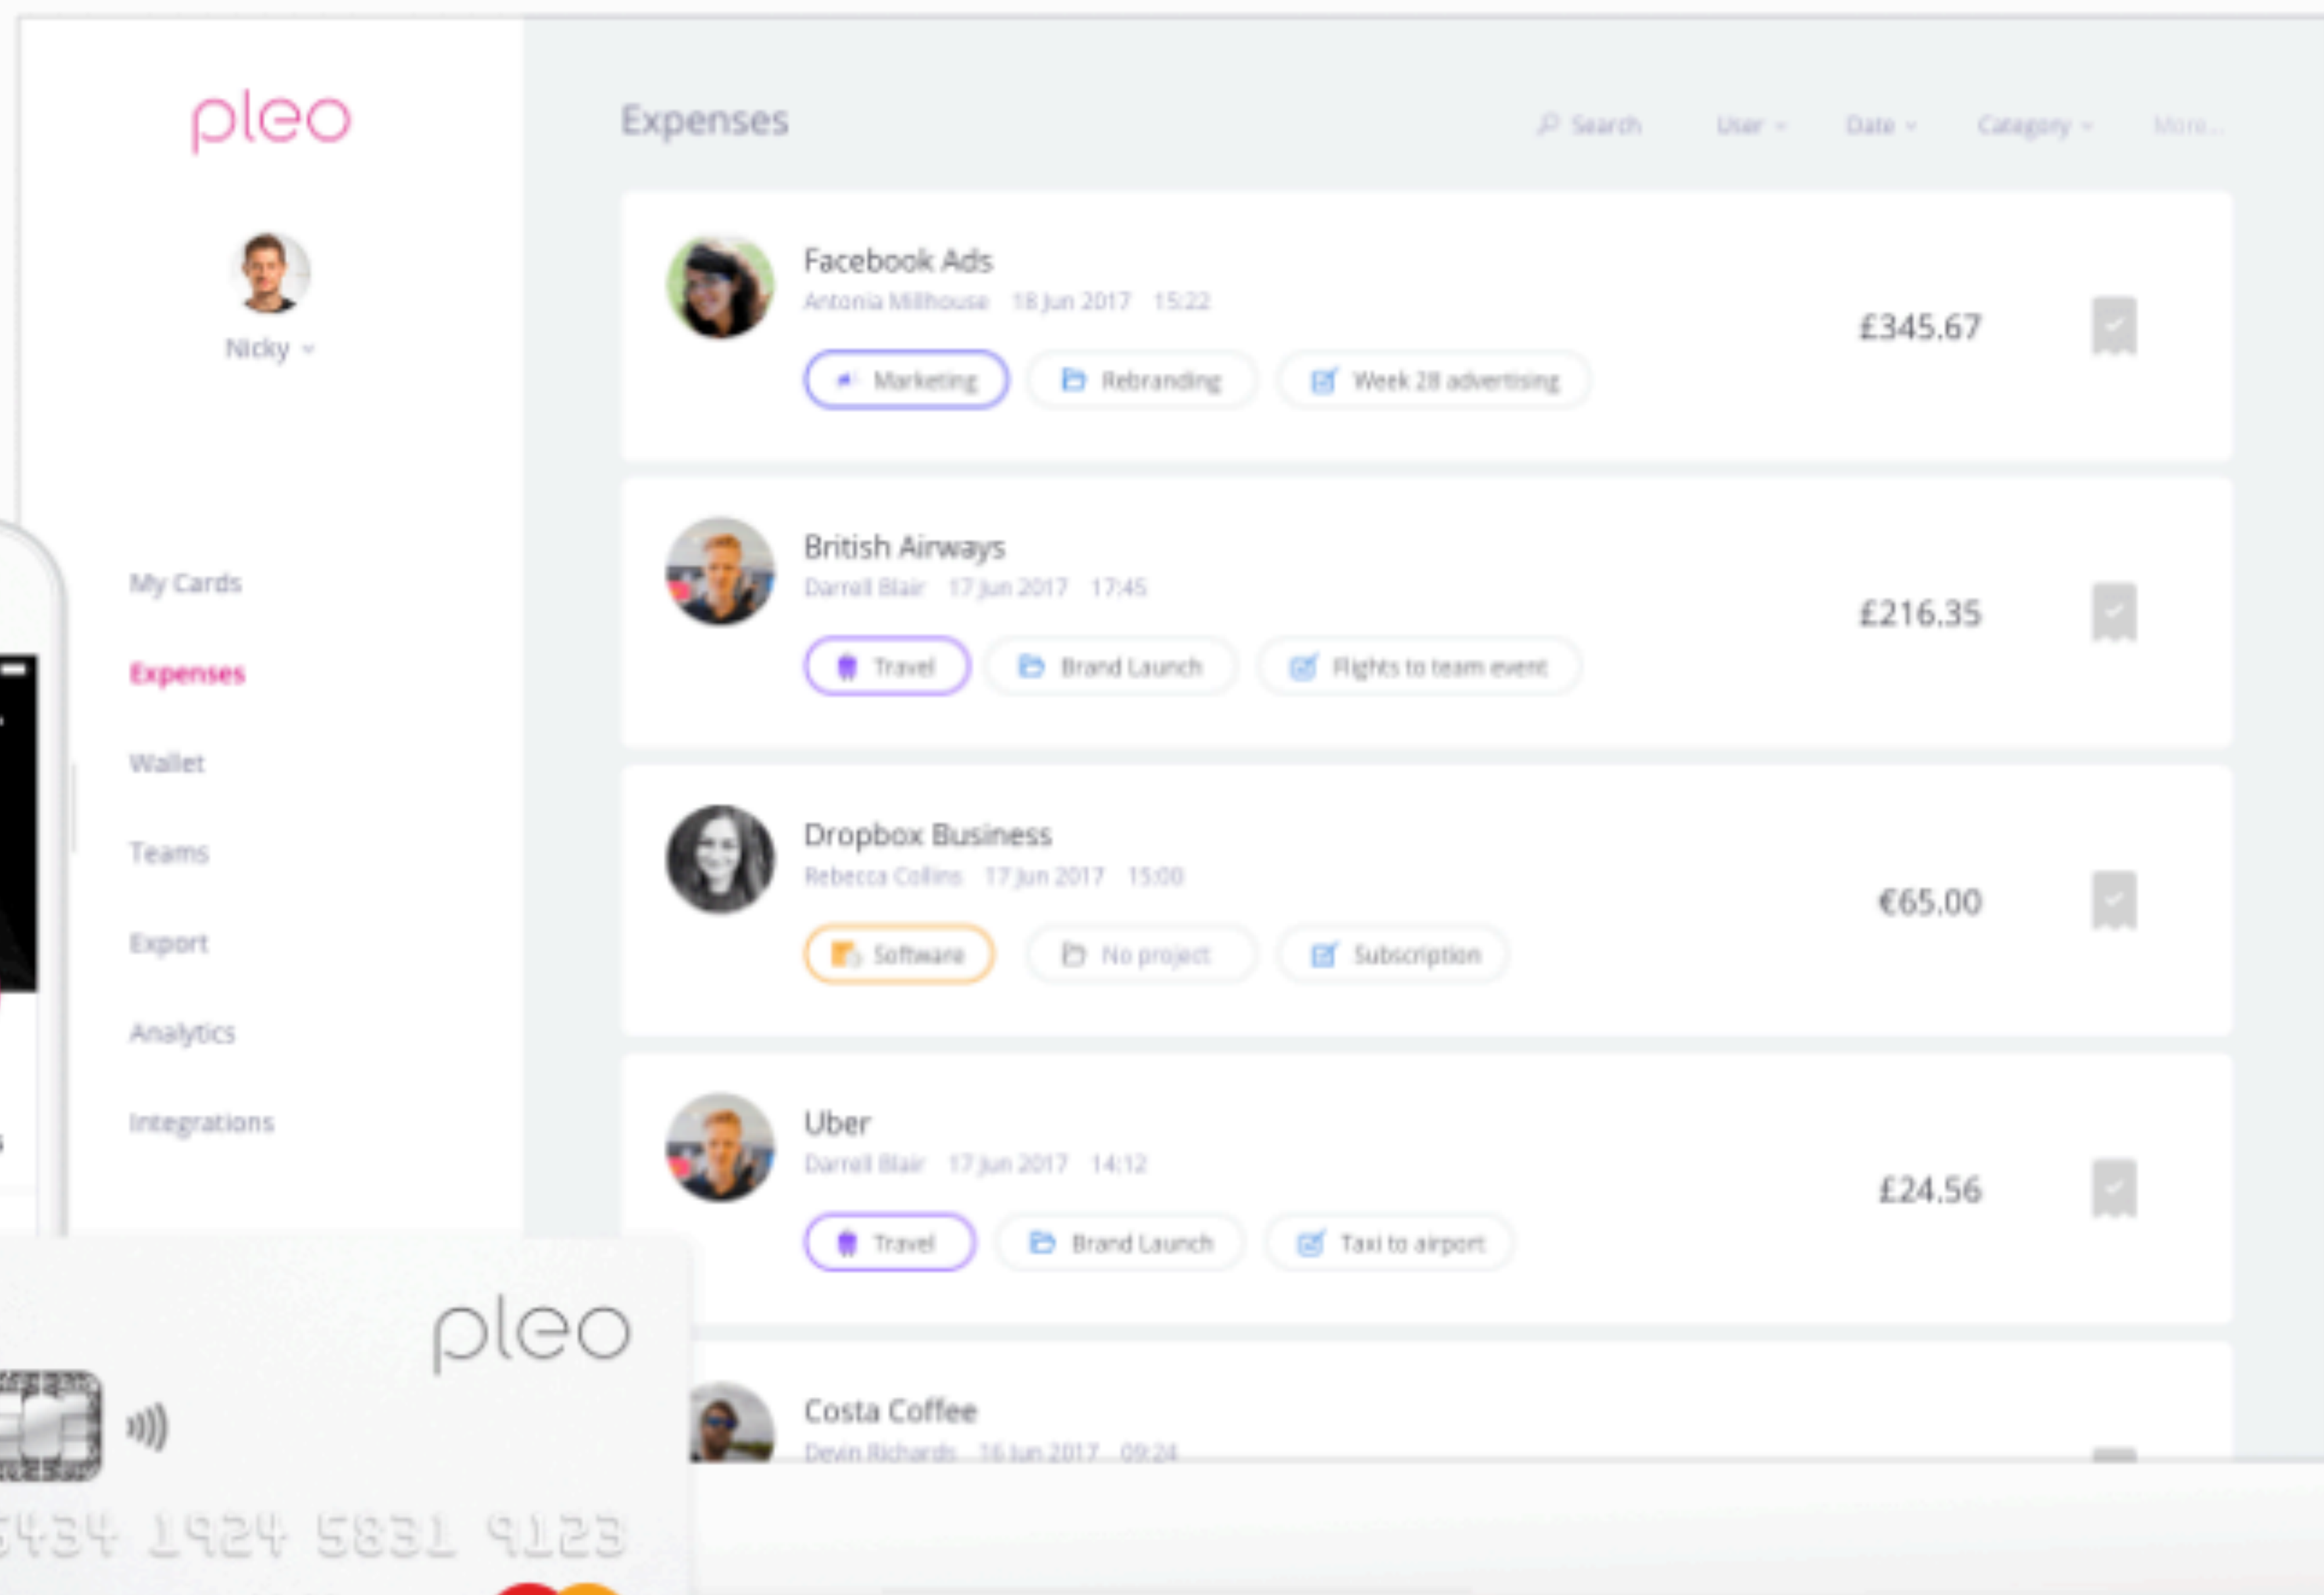 pleo
Nicky
My Cards
Expenses
Wallet
Teams
Export
Analytics
Integrations
Expenses
Search User Date Category More...
Facebook Ads
Antonia Millhouse 18 Jun 2017 15:22
£345.67
Marketing Rebranding Week 28 advertising
British Airways
Darrell Blair 17 Jun 2017 17:45
£216.35
Travel Brand Launch Flights to team event
Dropbox Business
Rebecca Collins 17 Jun 2017 15:00
€65.00
Software No project Subscription
Uber
Darrell Blair 17 Jun 2017 14:12
£24.56
Travel Brand Launch Taxi to airport
Costa Coffee
Devin Richards 16 Jun 2017 09:24
pleo
5434 1924 5831 9123